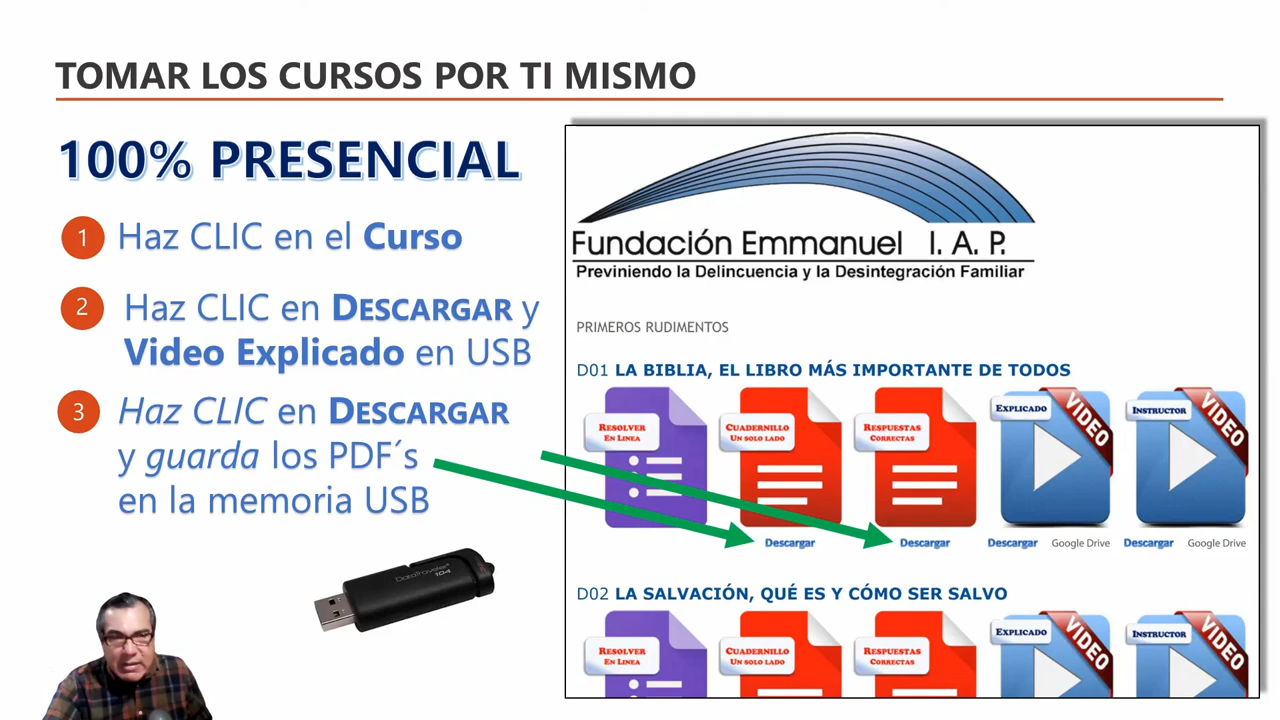 TOMAR LOS CURSOS POR TI MISMO
100% PRESENCIAL
1 Haz CLIC en el Curso
2 Haz CLIC en DESCARGAR y
Video Explicado en USB
3 Haz CLIC en DESCARGAR
y guarda los PDF´s
en la memoria USB
DataTraveler
104
Fundación Emmanuel I. A. P.
Previniendo la Delincuencia y la Desintegración Familiar
PRIMEROS RUDIMENTOS
D01 LA BIBLIA, EL LIBRO MÁS IMPORTANTE DE TODOS
RESOLVER
EN LINEA
CUADERNILLO
UN SOLO LADO
RESPUESTAS
CORRECTAS
EXPLICADO
VIDEO
INSTRUCTOR
VIDEO
Descargar
Descargar
Descargar Google Drive
Descargar Google Drive
D02 LA SALVACIÓN, QUÉ ES Y CÓMO SER SALVO
RESOLVER
EN LINEA
CUADERNILLO
UN SOLO LADO
RESPUESTAS
CORRECTAS
EXPLICADO
VIDEO
INSTRUCTOR
VIDEO